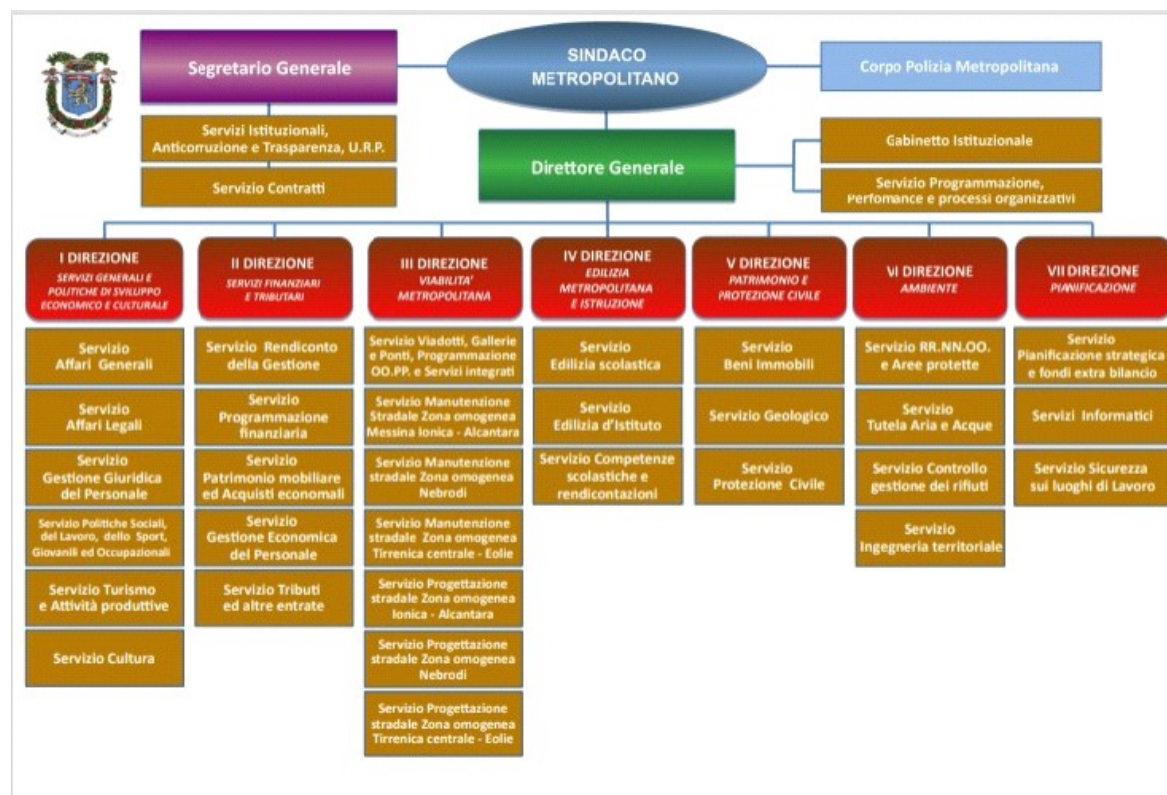 Segretario Generale
SINDACO
METROPOLITANO
Corpo Polizia Metropolitana
Servizi Istituzionali,
Anticorruzione e Trasparenza, U.R.P.
Servizio Contratti
Direttore Generale
Gabinetto Istituzionale
Servizio Programmazione,
Perfomance e processi organizzativi
I DIREZIONE
SERVIZI GENERALI E
POLITICHE DI SVILUPPO
ECONOMICO E CULTURALE
II DIREZIONE
SERVIZI FINANZIARI
E TRIBUTARI
III DIREZIONE
VIABILITA'
METROPOLITANA
IV DIREZIONE
EDILIZIA
METROPOLITANA
E ISTRUZIONE
V DIREZIONE
PATRIMONIO E
PROTEZIONE CIVILE
VI DIREZIONE
AMBIENTE
VII DIREZIONE
PIANIFICAZIONE
Servizio
Affari Generali
Servizio
Affari Legali
Servizio
Gestione Giuridica
del Personale
Servizio Politiche Sociali,
del Lavoro, dello Sport,
Giovanili ed Occupazionali
Servizio Turismo
e Attività produttive
Servizio Cultura
Servizio Rendiconto
della Gestione
Servizio
Programmazione
finanziaria
Servizio
Patrimonio mobiliare
ed Acquisti economali
Servizio
Gestione Economica
del Personale
Servizio Tributi
ed altre entrate
Servizio Viadotti, Gallerie
e Ponti, Programmazione
OO.PP. e Servizi integrati
Servizio Manutenzione
Stradale Zona omogenea
Messina Ionica - Alcantara
Servizio Manutenzione
stradale Zona omogenea
Nebrodi
Servizio Manutenzione
stradale Zona omogenea
Tirrenica centrale - Eolie
Servizio Progettazione
stradale Zona omogenea
Ionica - Alcantara
Servizio Progettazione
stradale Zona omogenea
Nebrodi
Servizio Progettazione
stradale Zona omogenea
Tirrenica centrale - Eolie
Servizio
Edilizia scolastica
Servizio
Edilizia d'Istituto
Servizio Competenze
scolastiche e
rendicontazioni
Servizio
Beni Immobili
Servizio Geologico
Servizio
Protezione Civile
Servizio RR.NN.OO.
e Aree protette
Servizio
Tutela Aria e Acque
Servizio Controllo
gestione dei rifiuti
Servizio
Ingegneria territoriale
Servizio
Pianificazione strategica
e fondi extra bilancio
Servizi Informatici
Servizio Sicurezza
sui luoghi di Lavoro